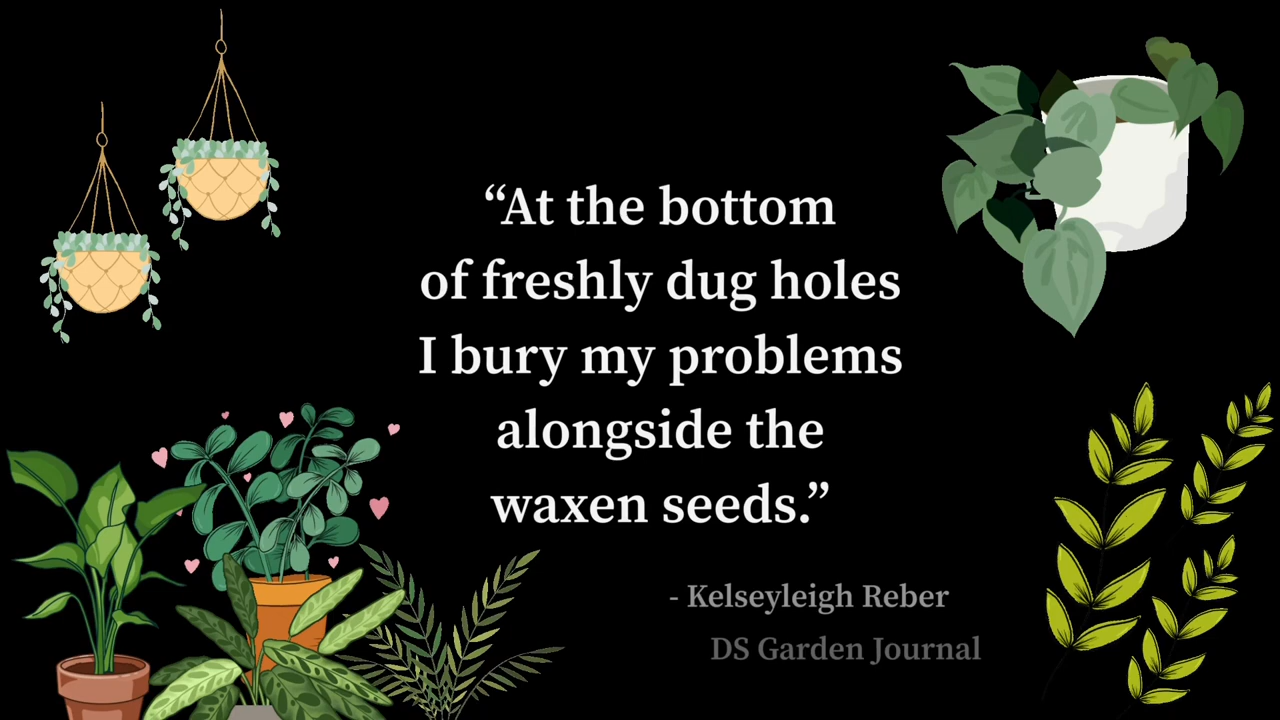 “At the bottom
of freshly dug holes
I bury my problems
alongside the
waxen seeds.”
- Kelseyleigh Reber
DS Garden Journal